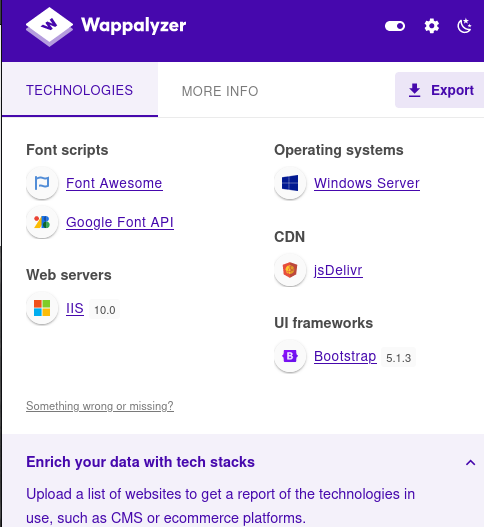 Wappalyzer
TECHNOLOGIES
MORE INFO
Export
Font scripts
Font Awesome
Google Font API
Web servers
IIS 10.0
Operating systems
Windows Server
CDN
jsDelivr
UI frameworks
B
Bootstrap 5.1.3
Something wrong or missing?
Enrich your data with tech stacks
Upload a list of websites to get a report of the technologies in
use, such as CMS or ecommerce platforms.